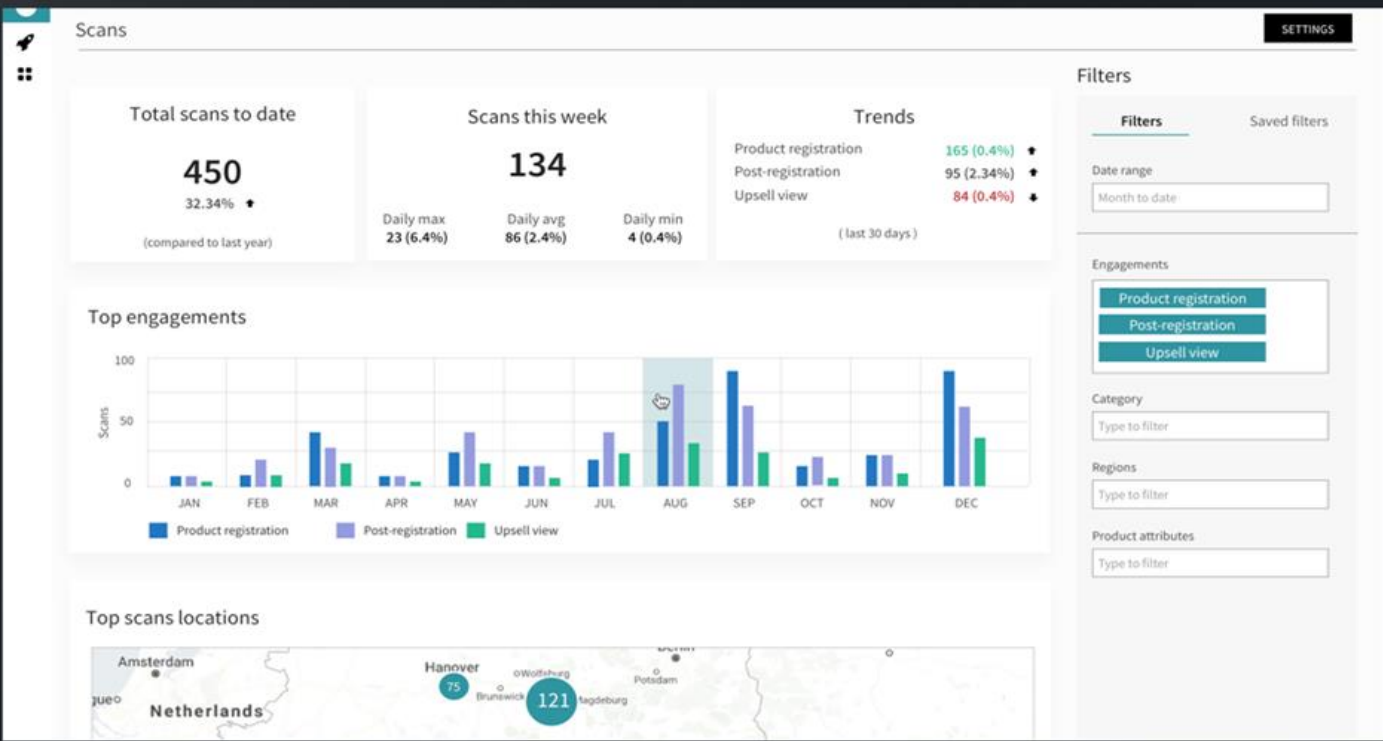 Scans
SETTINGS
Total scans to date
450
32.34%
(compared to last year)
Scans this week
134
Daily max
23 (6.4%)
Daily avg
86 (2.4%)
Daily min
4 (0.4%)
Trends
Product registration 165 (0.4%)
Post-registration 95 (2.34%)
Upsell view 84 (0.4%)
( last 30 days )
Top engagements
100
50
0
Scans
JAN FEB MAR APR MAY JUN JUL AUG SEP OCT NOV DEC
Product registration Post-registration Upsell view
Top scans locations
Amsterdam
Netherlands
Hanover
75
Wolfsburg
Brunswick
121
Potsdam
Filters
Filters Saved filters
Date range
Month to date
Engagements
Product registration
Post-registration
Upsell view
Category
Type to filter
Regions
Type to filter
Product attributes
Type to filter